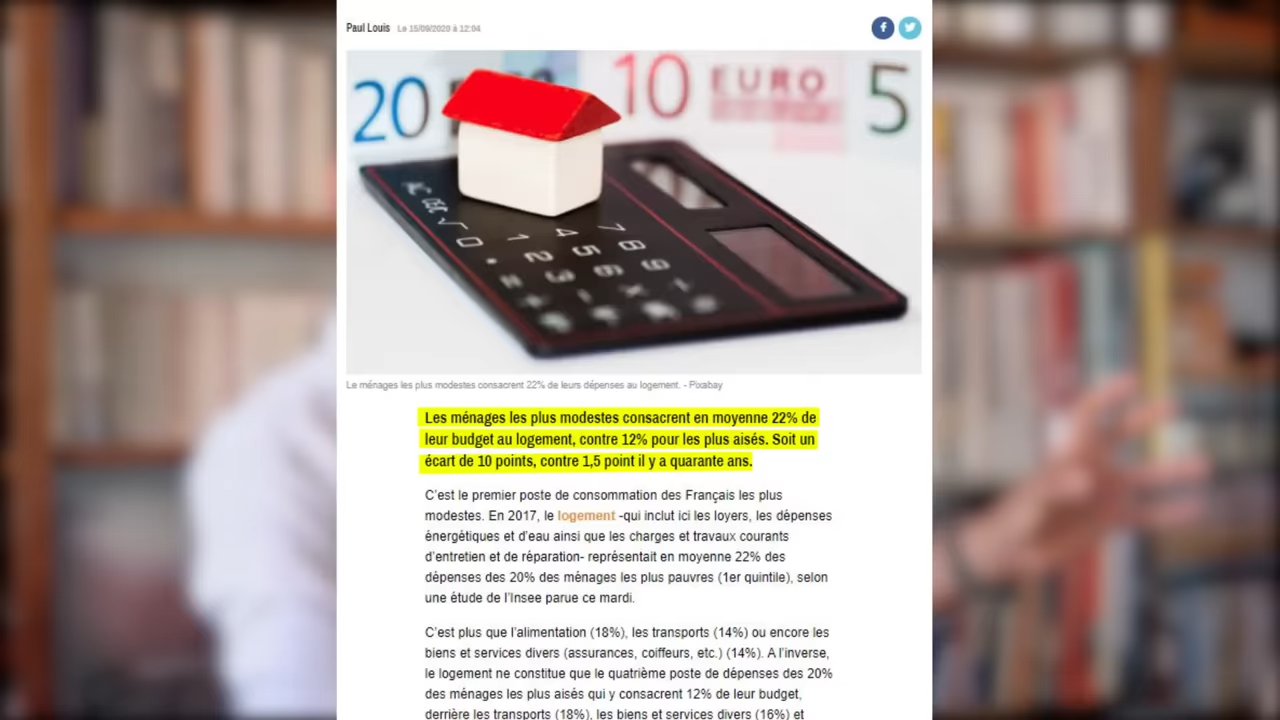 Paul Louis Le 15/09/2020 à 12:04
20 10 EURO 5
Le ménages les plus modestes consacrent 22% de leurs dépenses au logement. - Pixabay
Les ménages les plus modestes consacrent en moyenne 22% de
leur budget au logement, contre 12% pour les plus aisés. Soit un
écart de 10 points, contre 1,5 point il y a quarante ans.
C'est le premier poste de consommation des Français les plus
modestes. En 2017, le logement -qui inclut ici les loyers, les dépenses
énergétiques et d'eau ainsi que les charges et travaux courants
d'entretien et de réparation- représentait en moyenne 22% des
dépenses des 20% des ménages les plus pauvres (1er quintile), selon
une étude de l'Insee parue ce mardi.
C'est plus que l'alimentation (18%), les transports (14%) ou encore les
biens et services divers (assurances, coiffeurs, etc.) (14%). A l'inverse,
le logement ne constitue que le quatrième poste de dépenses des 20%
des ménages les plus aisés qui y consacrent 12% de leur budget,
derrière les transports (18%), les biens et services divers (16%) et